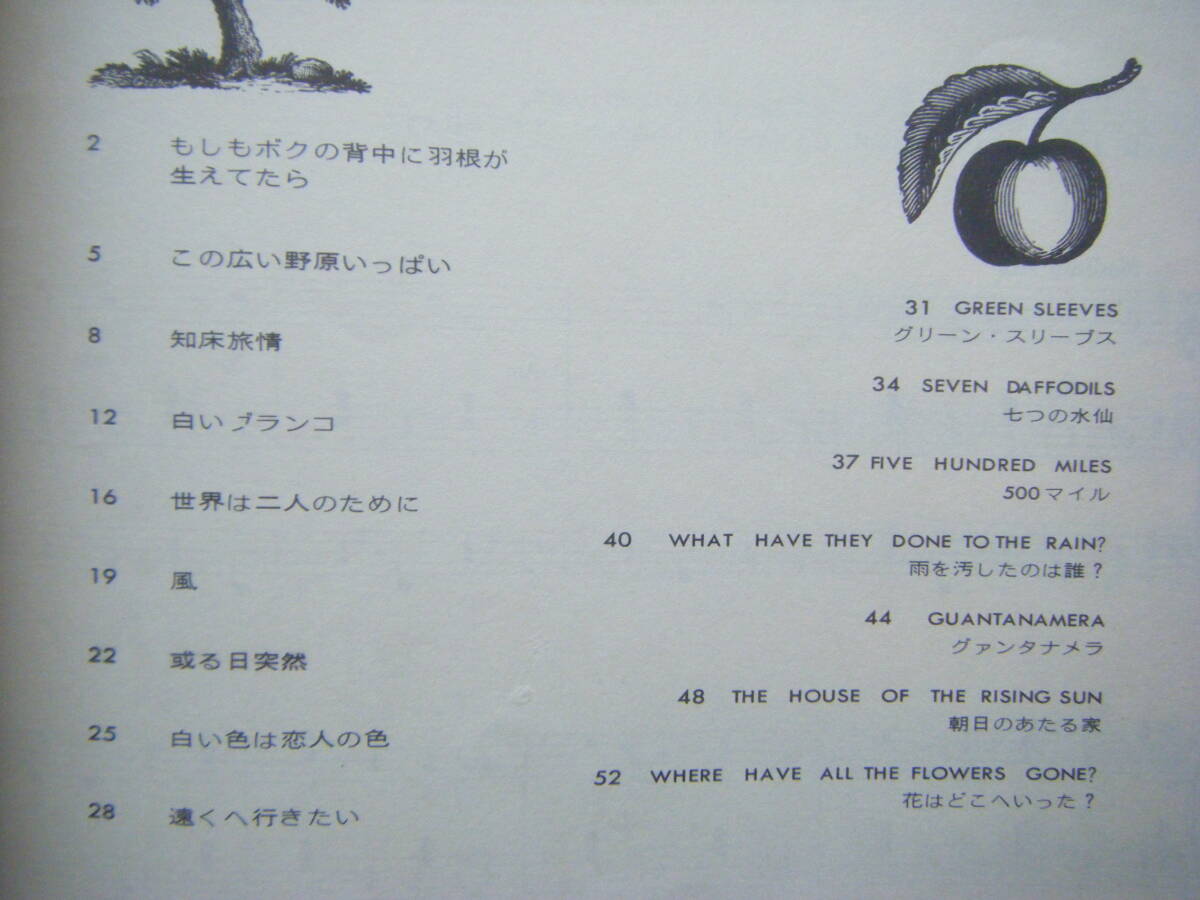 2 もしもボクの背中に羽根が
生えてたら
5 この広い野原いっぱい
8 知床旅情
12 白いブランコ
16 世界は二人のために
19 風
22 或る日突然
25 白い色は恋人の色
28 遠くへ行きたい
31 GREEN SLEEVES
グリーン・スリーブス
34 SEVEN DAFFODILS
七つの水仙
37 FIVE HUNDRED MILES
500マイル
40 WHAT HAVE THEY DONE TO THE RAIN?
雨を汚したのは誰?
44 GUANTANAMERA
グァンタナメラ
48 THE HOUSE OF THE RISING SUN
朝日のあたる家
52 WHERE HAVE ALL THE FLOWERS GONE?
花はどこへいった?